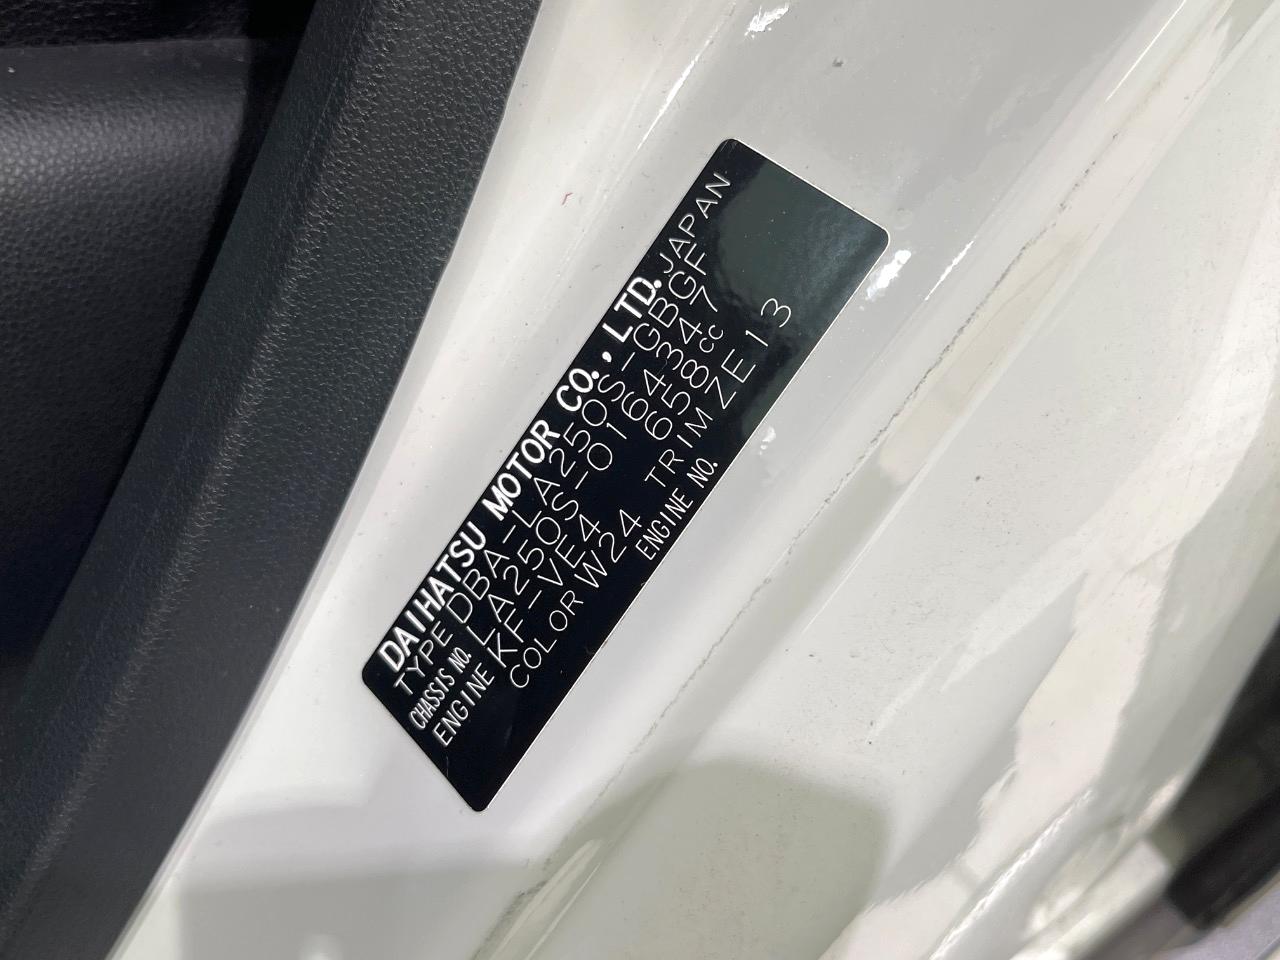 DAIHATSU MOTOR CO., LTD. JAPAN
TYPE DBA-LA250S-GBGF
CHASSIS NO. LA250S-0164347
ENGINE KF-VE4 658cc
COLOR W24 TRIM ZE13
ENGINE NO.